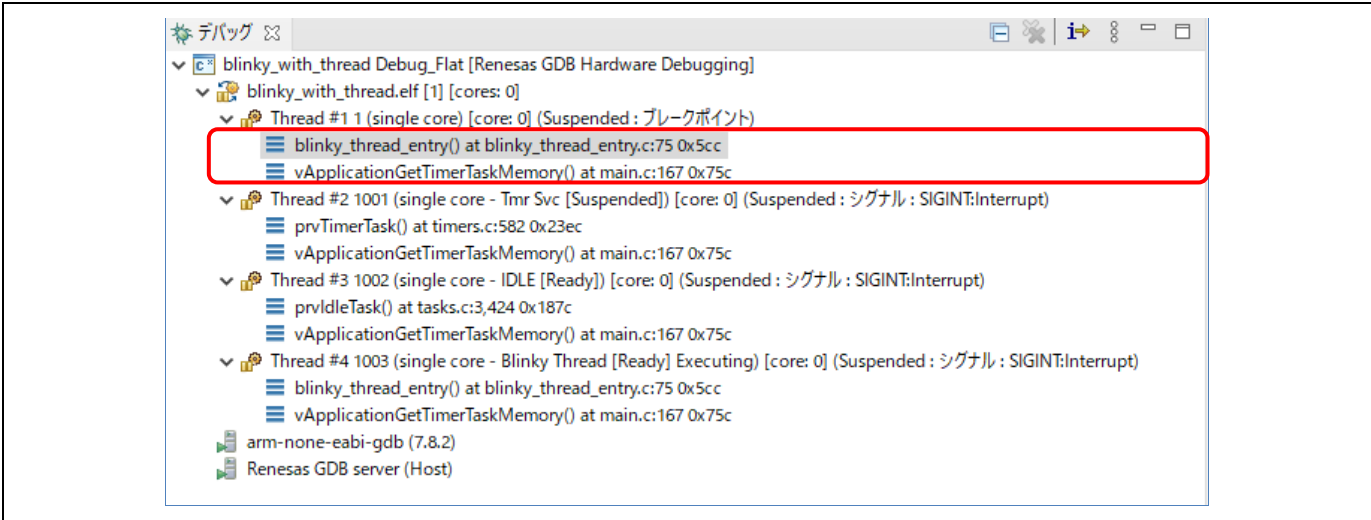 デバッグ
blinky_with_thread Debug_Flat [Renesas GDB Hardware Debugging]
blinky_with_thread.elf [1] [cores: 0]
Thread #1 1 (single core) [core: 0] (Suspended : ブレークポイント)
blinky_thread_entry() at blinky_thread_entry.c:75 0x5cc
vApplicationGetTimerTaskMemory() at main.c:167 0x75c
Thread #2 1001 (single core - Tmr Svc [Suspended]) [core: 0] (Suspended : シグナル : SIGINT:Interrupt)
prvTimerTask() at timers.c:582 0x23ec
vApplicationGetTimerTaskMemory() at main.c:167 0x75c
Thread #3 1002 (single core - IDLE [Ready]) [core: 0] (Suspended : シグナル : SIGINT:Interrupt)
prvIdleTask() at tasks.c:3,424 0x187c
vApplicationGetTimerTaskMemory() at main.c:167 0x75c
Thread #4 1003 (single core - Blinky Thread [Ready] Executing) [core: 0] (Suspended : シグナル : SIGINT:Interrupt)
blinky_thread_entry() at blinky_thread_entry.c:75 0x5cc
vApplicationGetTimerTaskMemory() at main.c:167 0x75c
arm-none-eabi-gdb (7.8.2)
Renesas GDB server (Host)